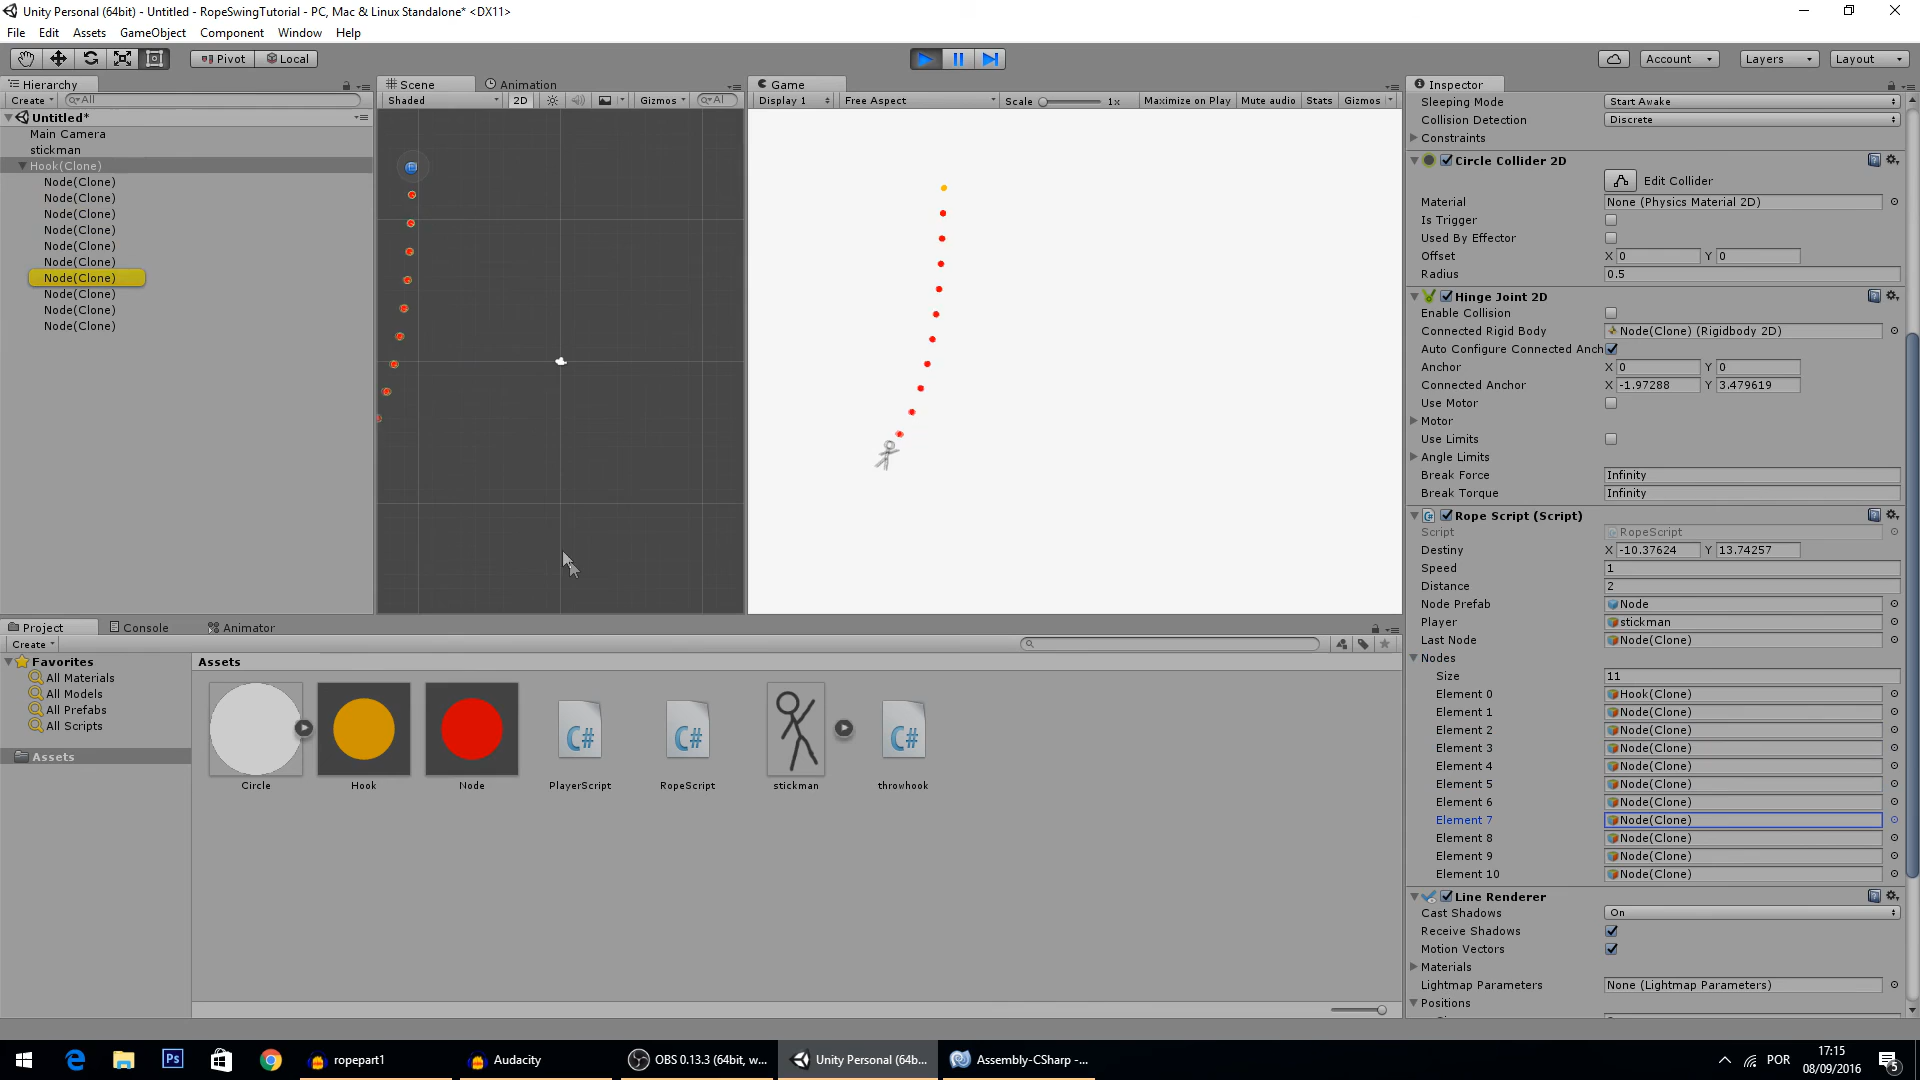 Unity Personal (64bit) - Untitled - RopeSwingTutorial - PC, Mac & Linux Standalone* <DX11>
File Edit Assets GameObject Component Window Help
Pivot Local Account Layers Layout
Hierarchy
Create All
Untitled*
Main Camera
stickman
Hook(Clone)
Node(Clone)
Node(Clone)
Node(Clone)
Node(Clone)
Node(Clone)
Node(Clone)
Node(Clone)
Node(Clone)
Node(Clone)
Node(Clone)
Scene Animation
Shaded 2D Gizmos Al
Game
Display 1 Free Aspect Scale 1x Maximize on Play Mute audio Stats Gizmos
Inspector
Sleeping Mode Start Awake
Collision Detection Discrete
Constraints
Circle Collider 2D
Edit Collider
Material None (Physics Material 2D)
Is Trigger
Used By Effector
Offset X 0 Y 0
Radius 0.5
Hinge Joint 2D
Enable Collision
Connected Rigid Body Node(Clone) (Rigidbody 2D)
Auto Configure Connected Anch
Anchor X 0 Y 0
Connected Anchor X -1.97288 Y 3.479619
Use Motor
Motor
Use Limits
Angle Limits
Break Force Infinity
Break Torque Infinity
Rope Script (Script)
Script RopeScript
Destiny X -10.37624 Y 13.74257
Speed 1
Distance 2
Node Prefab Node
Player stickman
Last Node Node(Clone)
Nodes
Size 11
Element 0 Hook(Clone)
Element 1 Node(Clone)
Element 2 Node(Clone)
Element 3 Node(Clone)
Element 4 Node(Clone)
Element 5 Node(Clone)
Element 6 Node(Clone)
Element 7 Node(Clone)
Element 8 Node(Clone)
Element 9 Node(Clone)
Element 10 Node(Clone)
Line Renderer
Cast Shadows On
Receive Shadows
Motion Vectors
Materials
Lightmap Parameters None (Lightmap Parameters)
Positions
Project Console Animator
Create
Favorites
All Materials
All Models
All Prefabs
All Scripts
Assets
Assets
Circle Hook Node PlayerScript RopeScript stickman throwhook
C# C# C#
ropepart1 Audacity OBS 0.13.3 (64bit, w... Unity Personal (64b... Assembly-CSharp -...
POR
17:15
08/09/2016
5